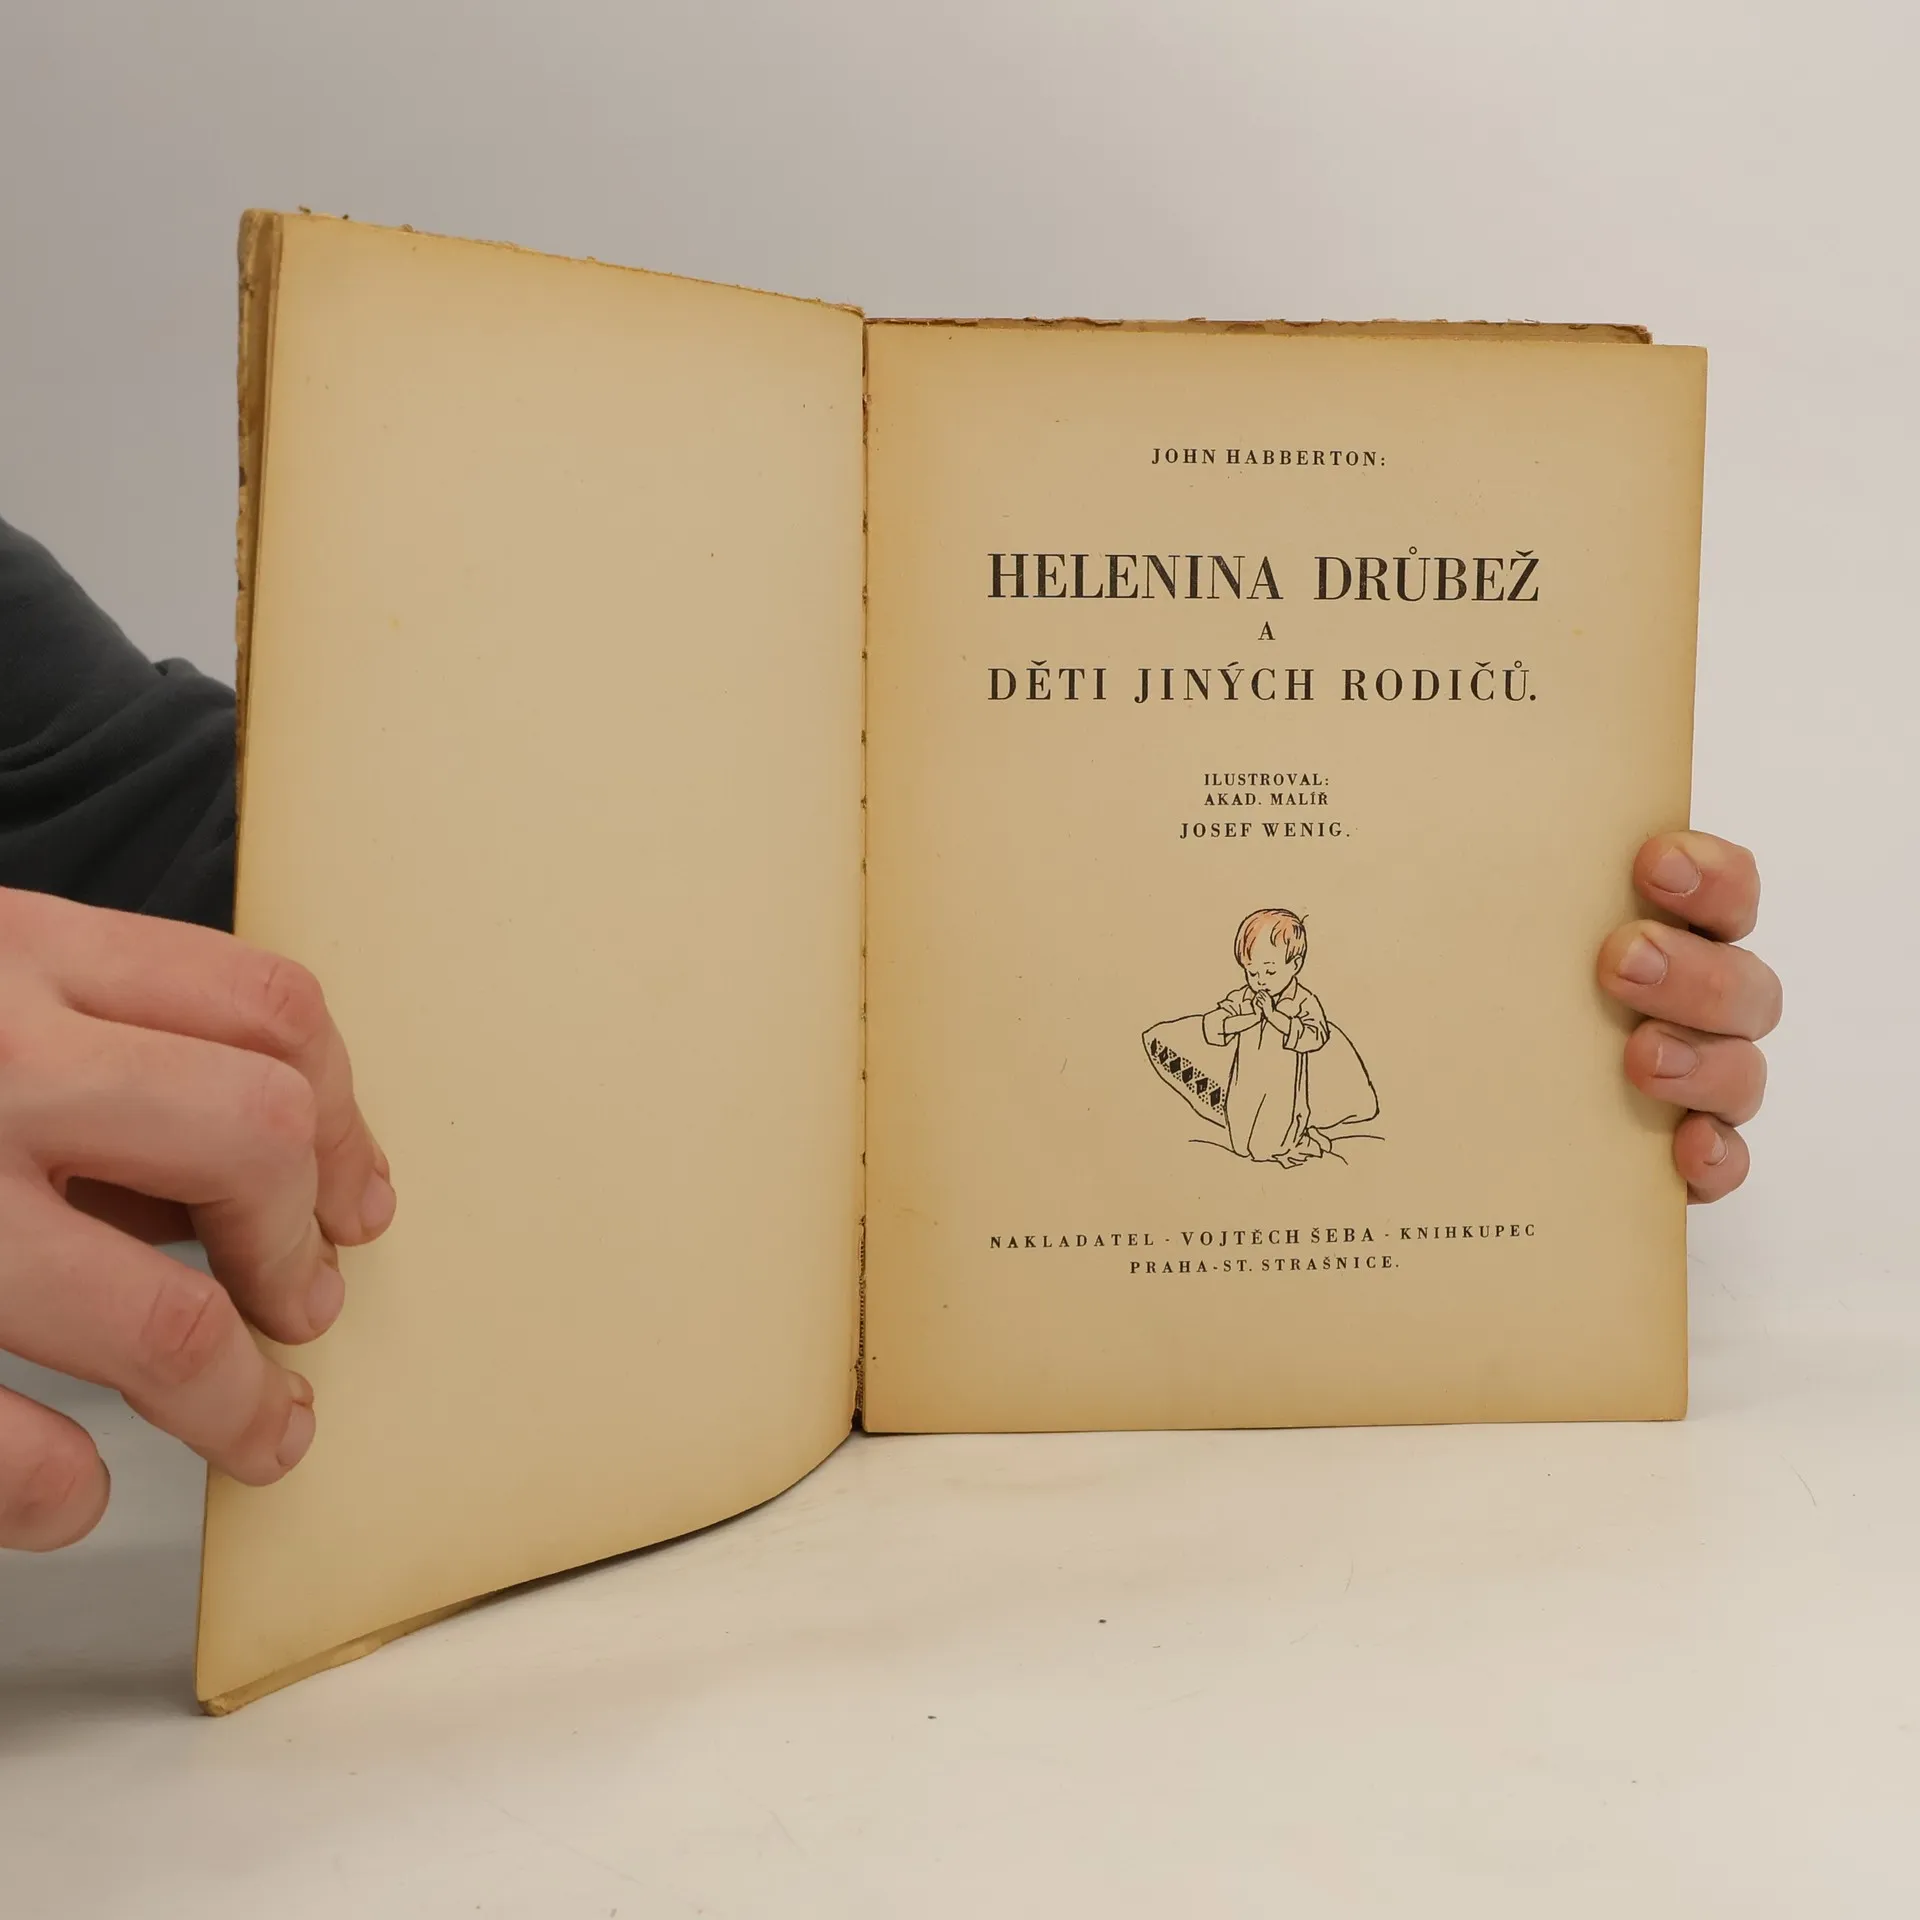 JOHN HABBERTON:
HELENINA DRŮBEŽ
A
DĚTI JINÝCH RODIČŮ.
ILUSTROVAL:
AKAD. MALÍŘ
JOSEF WENIG.
NAKLADATEL - VOJTĚCH ŠEBA - KNIHKUPEC
PRAHA-ST. STRAŠNICE.